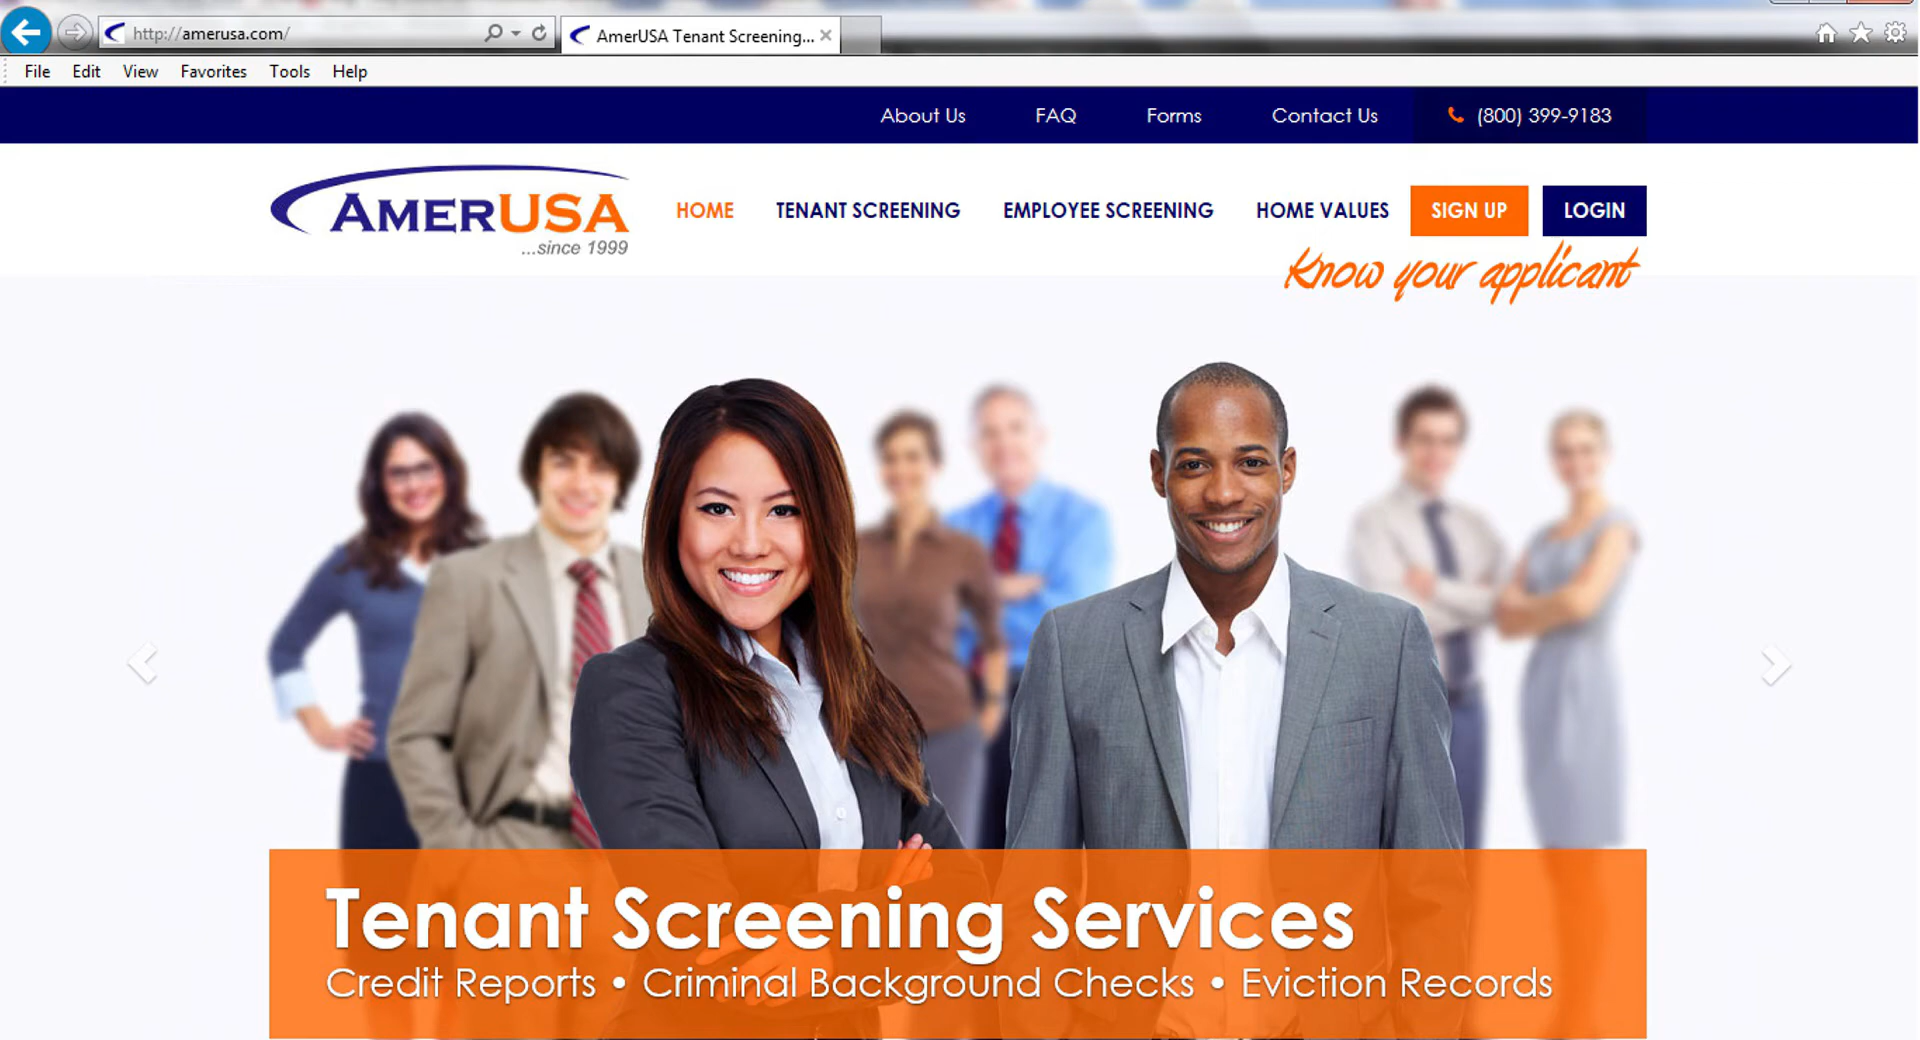 http://amerusa.com/
AmerUSA Tenant Screening...
File Edit View Favorites Tools Help
About Us FAQ Forms Contact Us (800) 399-9183
AMERUSA
...since 1999
HOME TENANT SCREENING EMPLOYEE SCREENING HOME VALUES SIGN UP LOGIN
Know your applicant
Tenant Screening Services
Credit Reports • Criminal Background Checks • Eviction Records